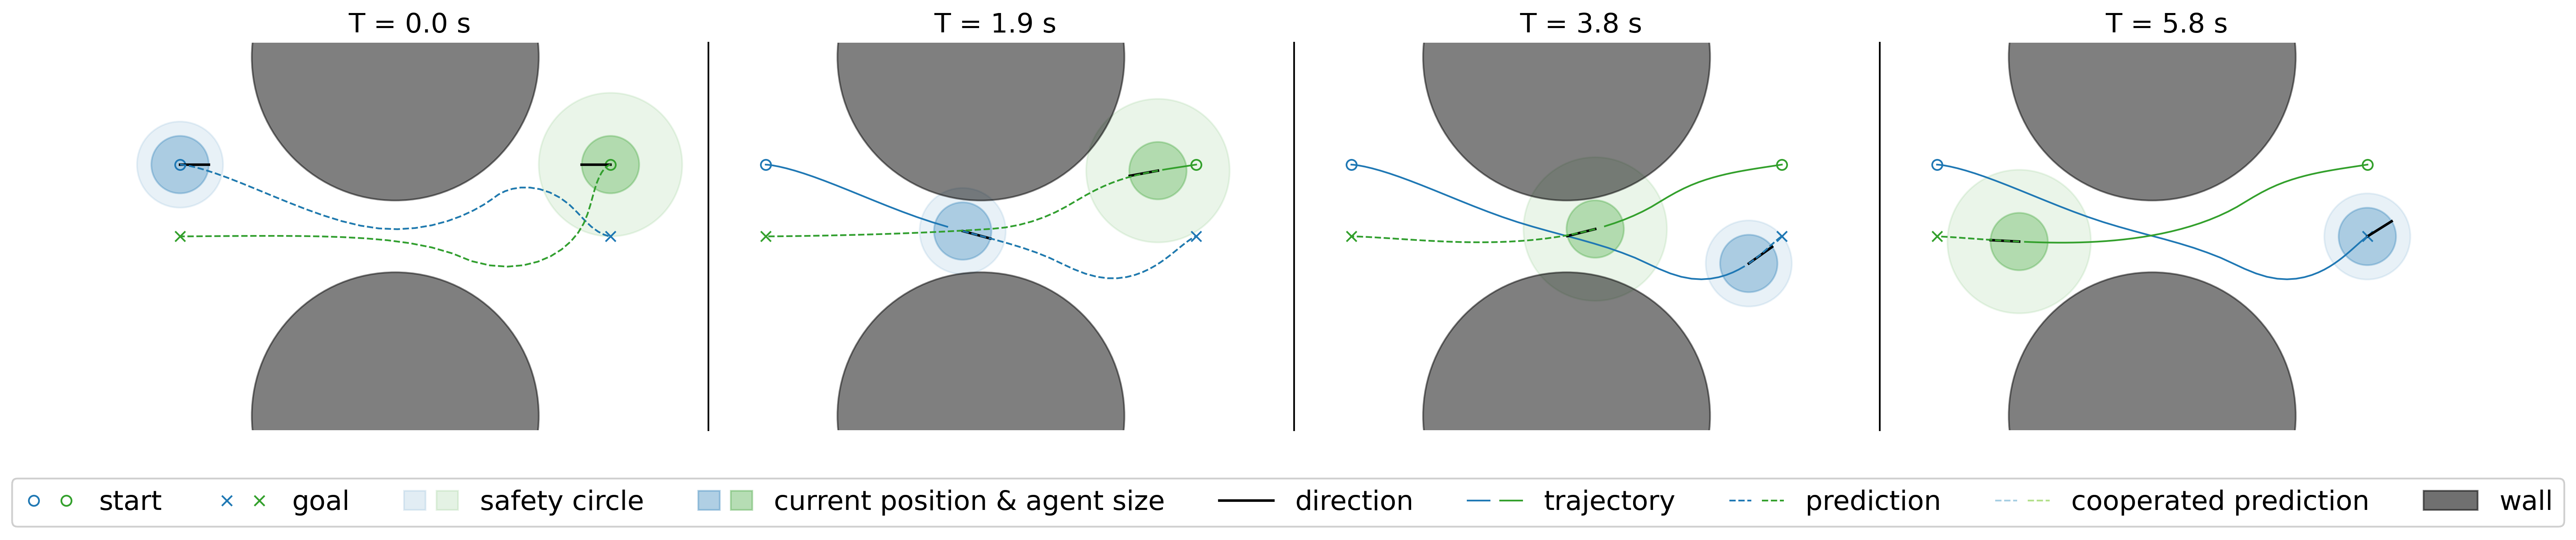 T = 0.0 s
T = 1.9 s
T = 3.8 s
T = 5.8 s
start goal safety circle current position & agent size direction trajectory prediction cooperated prediction wall